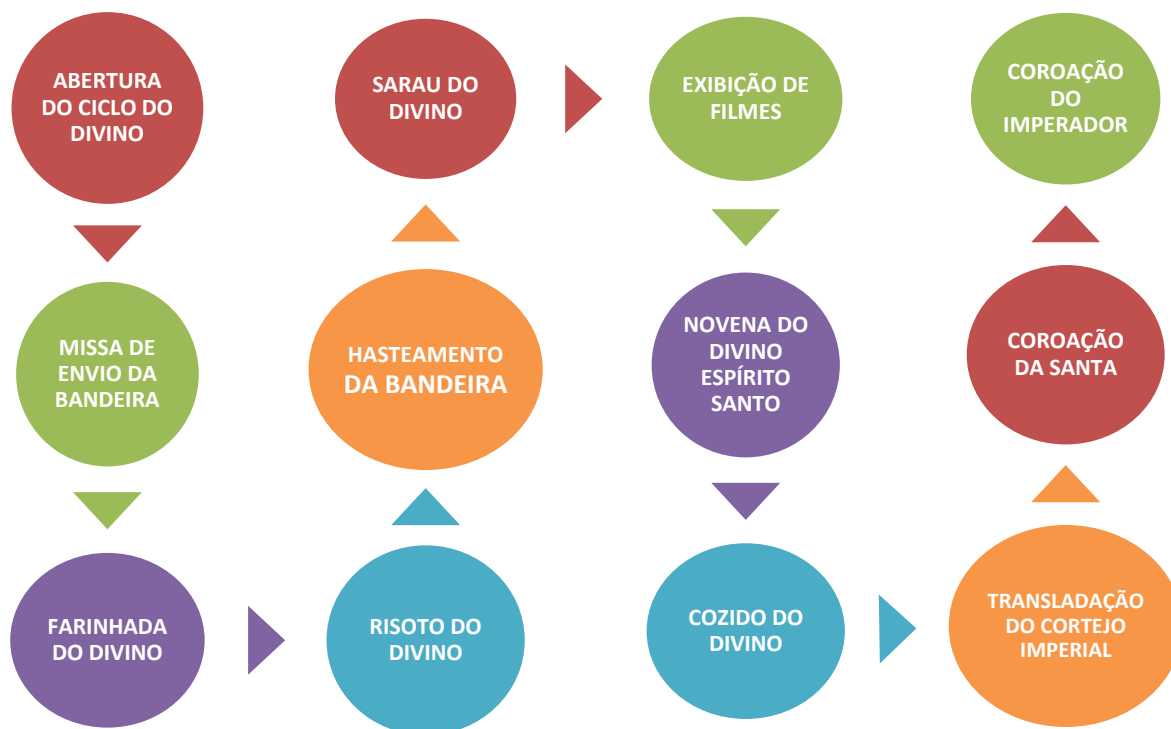 ABERTURA
DO CICLO DO
DIVINO
MISSA DE
ENVIO DA
BANDEIRA
FARINHADA
DO DIVINO
RISOTO DO
DIVINO
HASTEAMENTO
DA BANDEIRA
SARAU DO
DIVINO
EXIBIÇÃO DE
FILMES
NOVENA DO
DIVINO
ESPÍRITO
SANTO
COZIDO DO
DIVINO
TRANSLADAÇÃO
DO CORTEJO
IMPERIAL
COROAÇÃO
DA SANTA
COROAÇÃO
DO
IMPERADOR